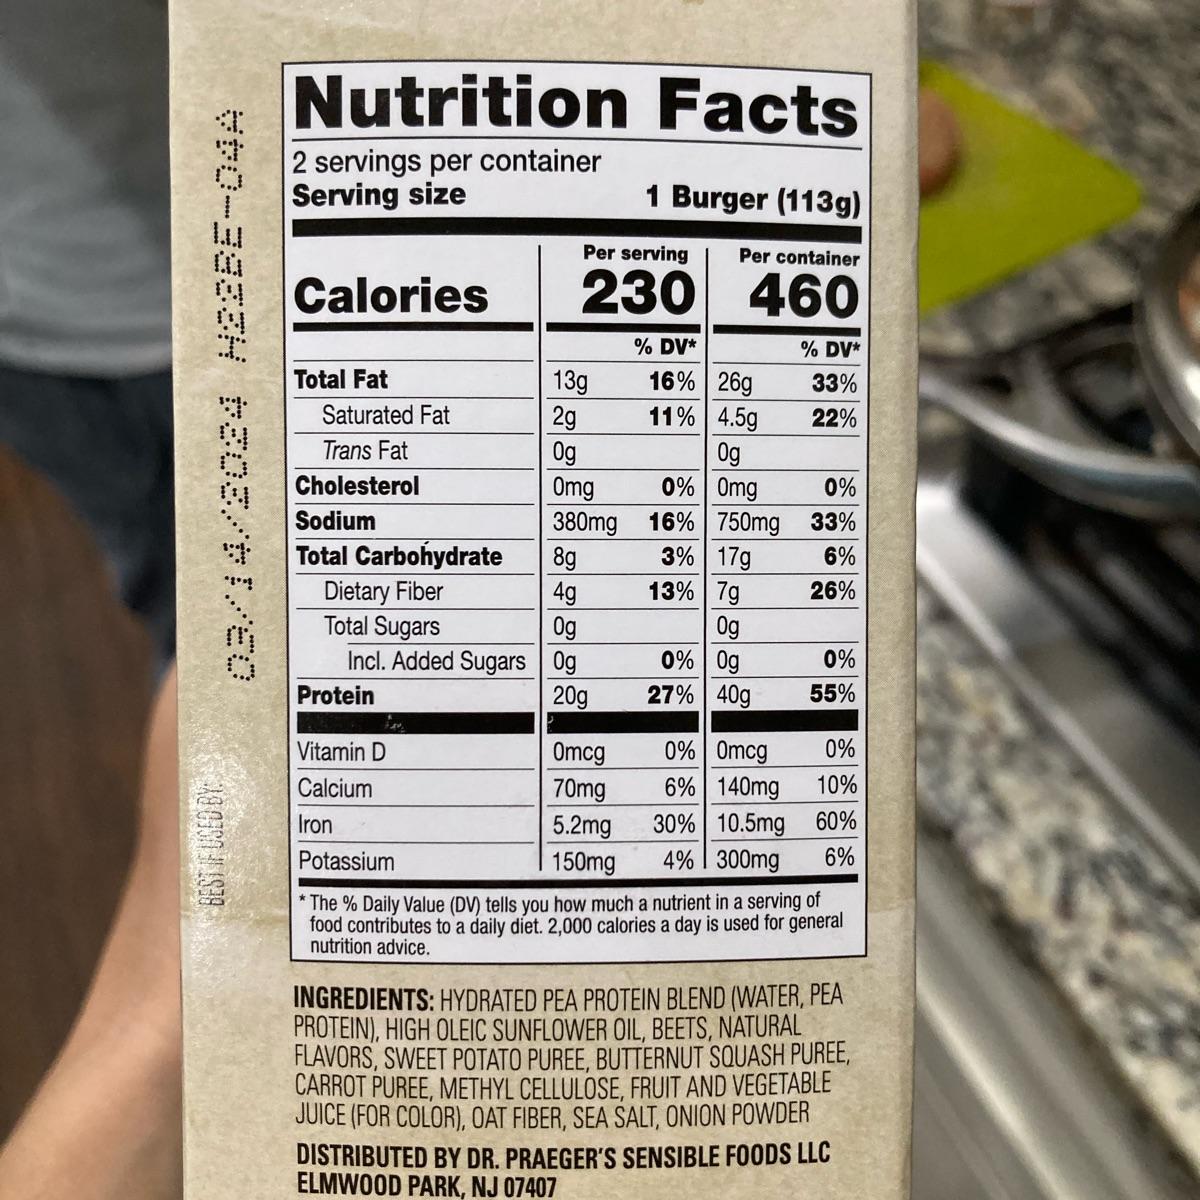 Nutrition Facts
2 servings per container
Serving size 1 Burger (113g)
Per serving Per container
Calories 230 460
% DV* % DV*
Total Fat 13g 16% 26g 33%
Saturated Fat 2g 11% 4.5g 22%
Trans Fat 0g 0g
Cholesterol 0mg 0% 0mg 0%
Sodium 380mg 16% 750mg 33%
Total Carbohydrate 8g 3% 17g 6%
Dietary Fiber 4g 13% 7g 26%
Total Sugars 0g 0g
Incl. Added Sugars 0g 0% 0g 0%
Protein 20g 27% 40g 55%
Vitamin D 0mcg 0% 0mcg 0%
Calcium 70mg 6% 140mg 10%
Iron 5.2mg 30% 10.5mg 60%
Potassium 150mg 4% 300mg 6%
* The % Daily Value (DV) tells you how much a nutrient in a serving of
food contributes to a daily diet. 2,000 calories a day is used for general
nutrition advice.
INGREDIENTS: HYDRATED PEA PROTEIN BLEND (WATER, PEA
PROTEIN), HIGH OLEIC SUNFLOWER OIL, BEETS, NATURAL
FLAVORS, SWEET POTATO PUREE, BUTTERNUT SQUASH PUREE,
CARROT PUREE, METHYL CELLULOSE, FRUIT AND VEGETABLE
JUICE (FOR COLOR), OAT FIBER, SEA SALT, ONION POWDER
DISTRIBUTED BY DR. PRAEGER'S SENSIBLE FOODS LLC
ELMWOOD PARK, NJ 07407
BEST IF USED BY:
03/14/2024 H22BE-04A